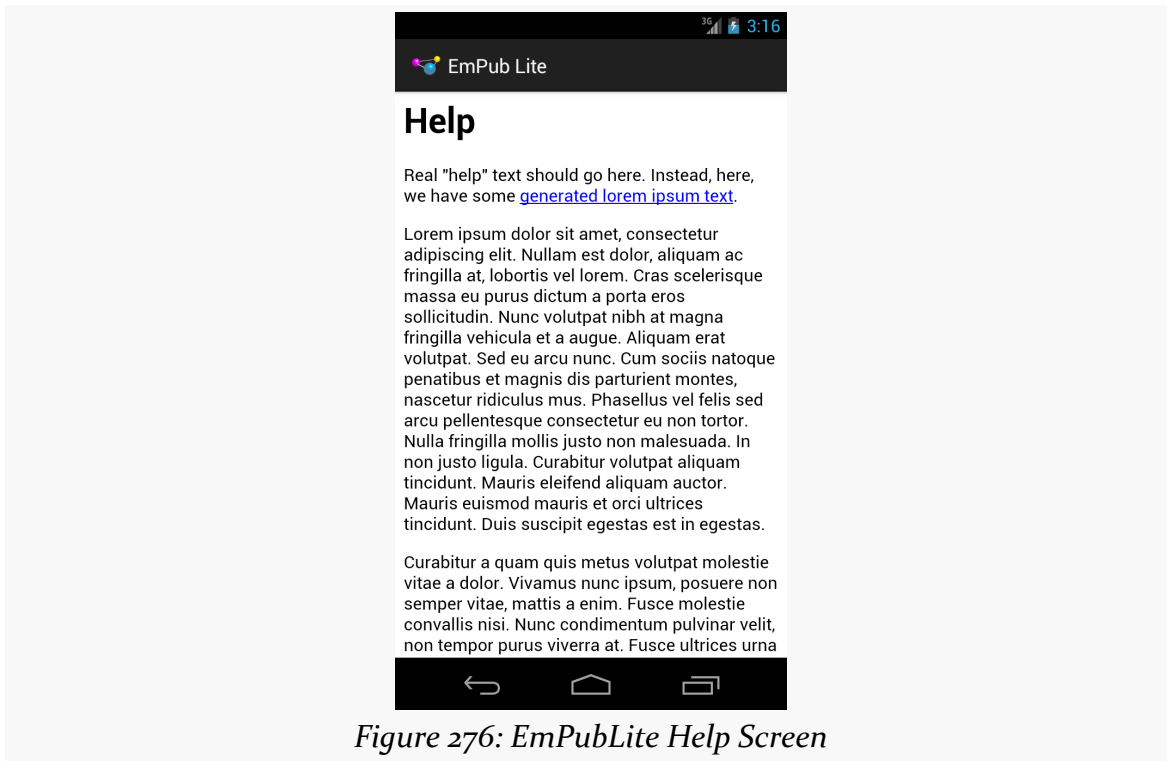 3G 3:16
EmPub Lite
Help
Real "help" text should go here. Instead, here,
we have some generated lorem ipsum text.
Lorem ipsum dolor sit amet, consectetur
adipiscing elit. Nullam est dolor, aliquam ac
fringilla at, lobortis vel lorem. Cras scelerisque
massa eu purus dictum a porta eros
sollicitudin. Nunc volutpat nibh at magna
fringilla vehicula et a augue. Aliquam erat
volutpat. Sed eu arcu nunc. Cum sociis natoque
penatibus et magnis dis parturient montes,
nascetur ridiculus mus. Phasellus vel felis sed
arcu pellentesque consectetur eu non tortor.
Nulla fringilla mollis justo non malesuada. In
non justo ligula. Curabitur volutpat aliquam
tincidunt. Mauris eleifend aliquam auctor.
Mauris euismod mauris et orci ultrices
tincidunt. Duis suscipit egestas est in egestas.
Curabitur a quam quis metus volutpat molestie
vitae a dolor. Vivamus nunc ipsum, posuere non
semper vitae, mattis a enim. Fusce molestie
convallis nisi. Nunc condimentum pulvinar velit,
non tempor purus viverra at. Fusce ultrices urna
Figure 276: EmPubLite Help Screen